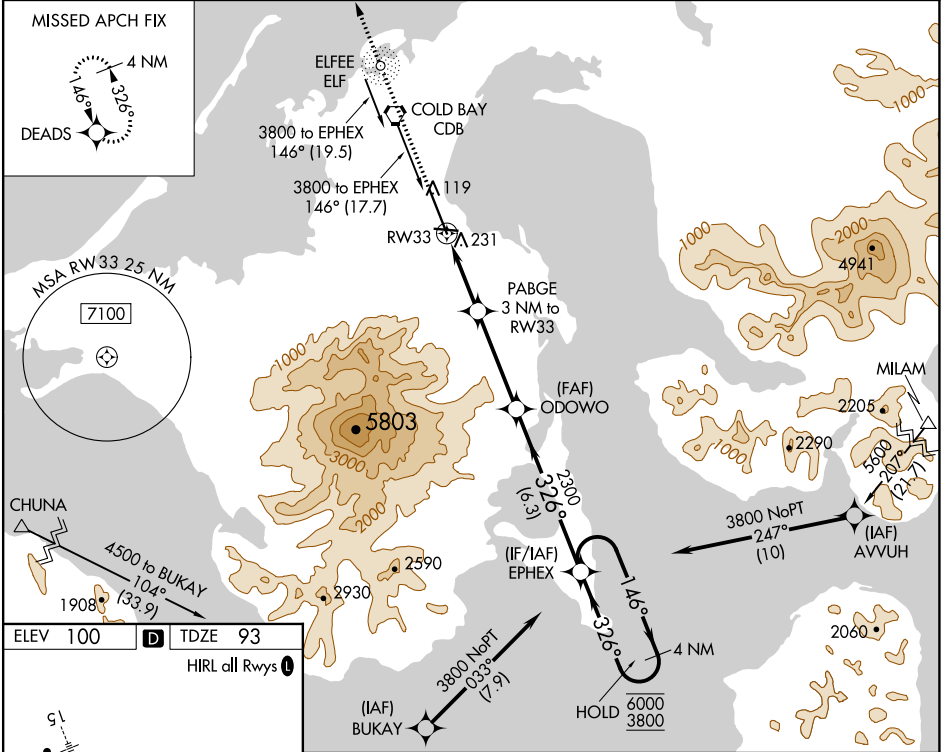 MISSED APCH FIX
4 NM
146°
326°
DEADS
ELFEE
ELF
COLD BAY
CDB
3800 to EPHEX
146° (19.5)
3800 to EPHEX
146° (17.7)
119
RW33
231
1000
1000
2000
4941
MSA RW33 25 NM
7100
PABGE
3 NM to
RW33
1000
5803
3000
2000
(FAF)
ODOWO
MILAM
2205
2290
1000
5600
207°
(21.7)
2300
326°
(6.3)
CHUNA
4500 to BUKAY
104°
(33.9)
1908
3800 NoPT
247°
(10)
(IAF)
AVVUH
(IF/IAF)
EPHEX
2590
2930
146°
326°
4 NM
2060
HOLD
6000
3800
3800 NoPT
033°
(7.9)
(IAF)
BUKAY
ELEV 100
D
TDZE 93
HIRL all Rwys L
15